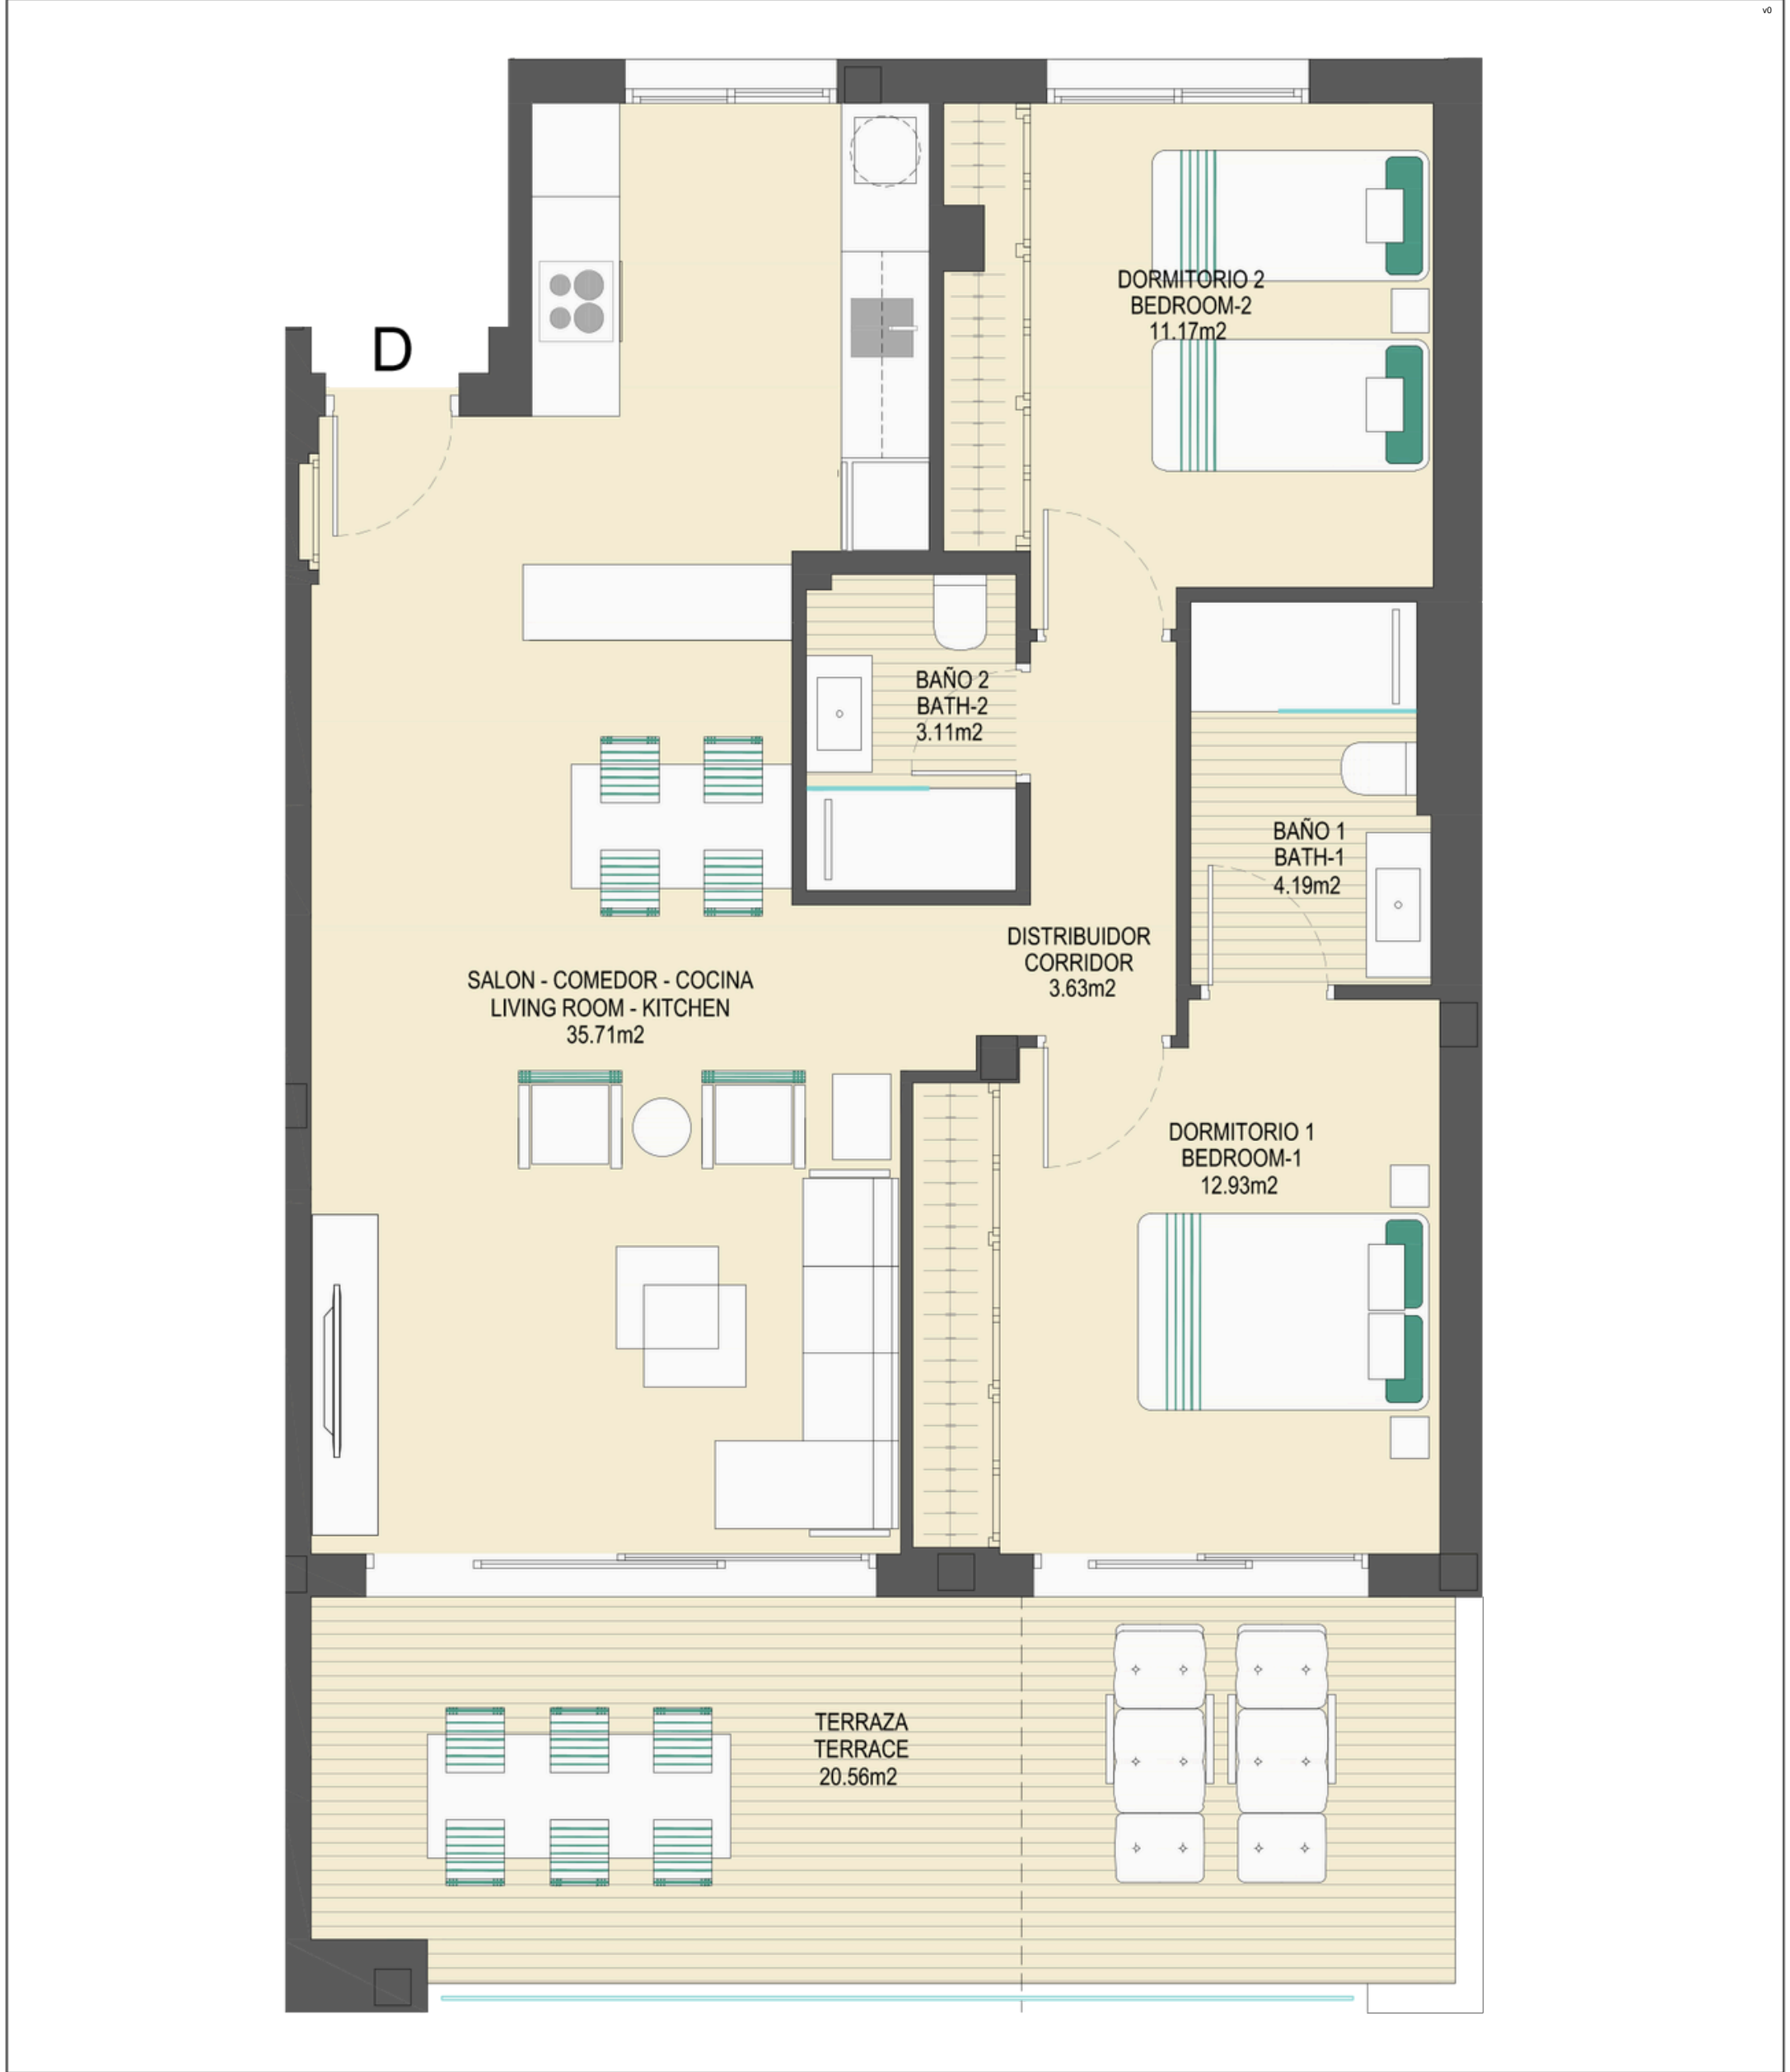 v0
D
DORMITORIO 2
BEDROOM-2
11.17m2
BAÑO 2
BATH-2
3.11m2
BAÑO 1
BATH-1
4.19m2
DISTRIBUIDOR
CORRIDOR
3.63m2
SALON - COMEDOR - COCINA
LIVING ROOM - KITCHEN
35.71m2
DORMITORIO 1
BEDROOM-1
12.93m2
TERRAZA
TERRACE
20.56m2